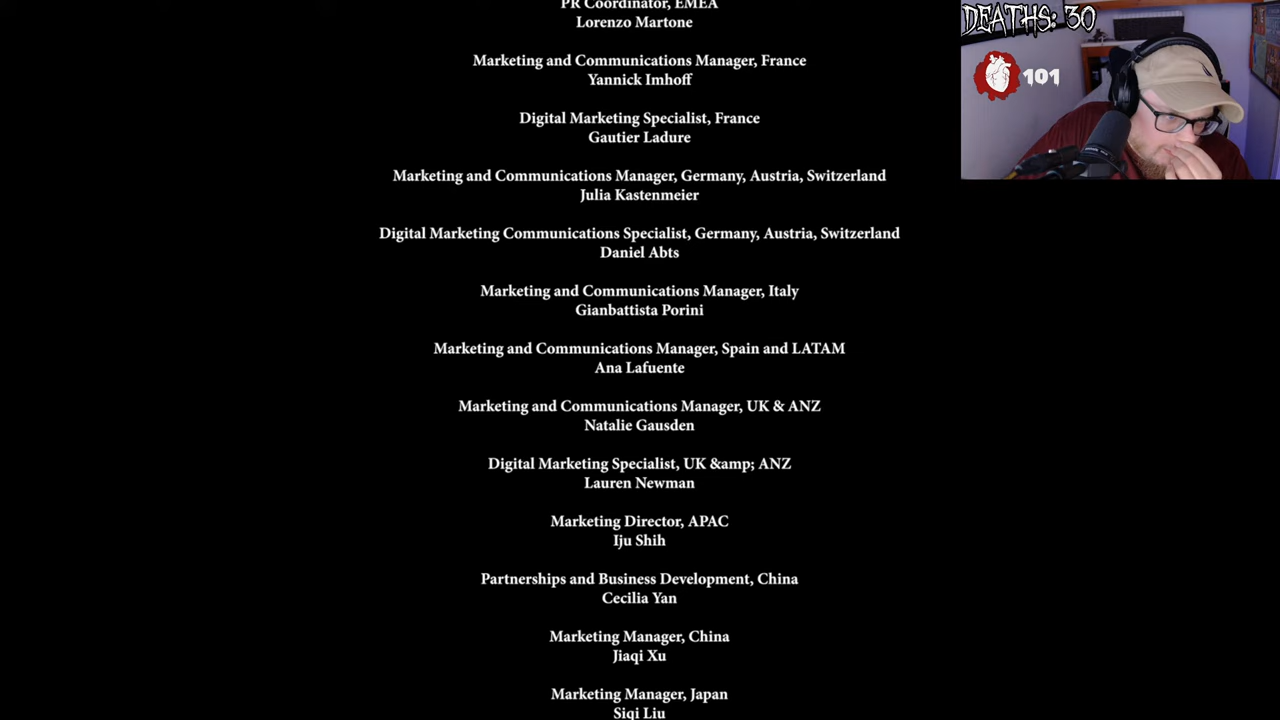 PR Coordinator, EMEA
Lorenzo Martone
Marketing and Communications Manager, France
Yannick Imhoff
Digital Marketing Specialist, France
Gautier Ladure
Marketing and Communications Manager, Germany, Austria, Switzerland
Julia Kastenmeier
Digital Marketing Communications Specialist, Germany, Austria, Switzerland
Daniel Abts
Marketing and Communications Manager, Italy
Gianbattista Porini
Marketing and Communications Manager, Spain and LATAM
Ana Lafuente
Marketing and Communications Manager, UK & ANZ
Natalie Gausden
Digital Marketing Specialist, UK &amp; ANZ
Lauren Newman
Marketing Director, APAC
Iju Shih
Partnerships and Business Development, China
Cecilia Yan
Marketing Manager, China
Jiaqi Xu
Marketing Manager, Japan
Siqi Liu
DEATHS: 30
101